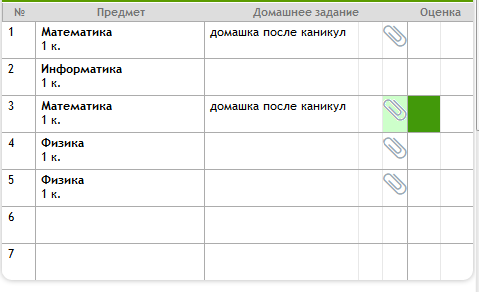 № Предмет Домашнее задание Оценка
1 Математика домашка после каникул
1 к.
2 Информатика
1 к.
3 Математика домашка после каникул
1 к.
4 Физика
1 к.
5 Физика
1 к.
6
7